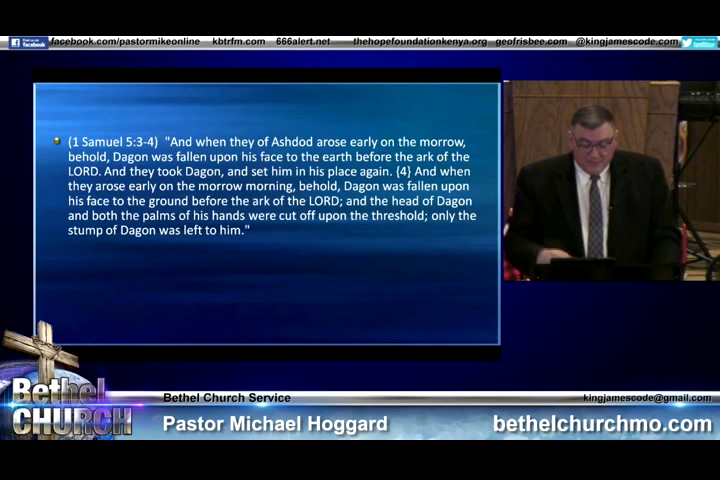 facebook.com/pastormikeonline kbtrfm.com 666alert.net thehopefoundationkenya.org geofrisbee.com @kingjamescode.com
(1 Samuel 5:3-4) "And when they of Ashdod arose early on the morrow,
behold, Dagon was fallen upon his face to the earth before the ark of the
LORD. And they took Dagon, and set him in his place again. {4} And when
they arose early on the morrow morning, behold, Dagon was fallen upon
his face to the ground before the ark of the LORD; and the head of Dagon
and both the palms of his hands were cut off upon the threshold; only the
stump of Dagon was left to him."
Bethel
CHURCH
Bethel Church Service kingjamescode@gmail.com
Pastor Michael Hoggard bethelchurchmo.com